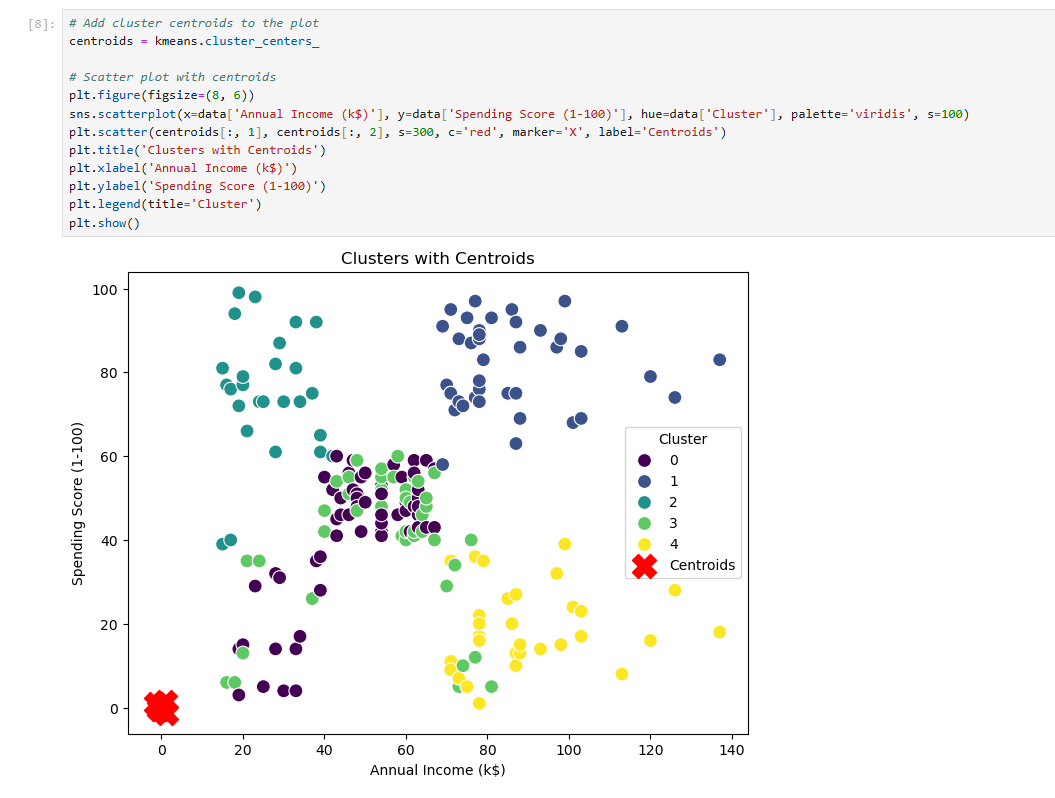 [8]:
# Add cluster centroids to the plot
centroids = kmeans.cluster_centers_
# Scatter plot with centroids
plt.figure(figsize=(8, 6))
sns.scatterplot(x=data['Annual Income (k$)'], y=data['Spending Score (1-100)'], hue=data['Cluster'], palette='viridis', s=100)
plt.scatter(centroids[:, 1], centroids[:, 2], s=300, c='red', marker='X', label='Centroids')
plt.title('Clusters with Centroids')
plt.xlabel('Annual Income (k$)')
plt.ylabel('Spending Score (1-100)')
plt.legend(title='Cluster')
plt.show()
Clusters with Centroids
Spending Score (1-100)
100
80
60
40
20
0
Cluster
0
1
2
3
4
Centroids
0 20 40 60 80 100 120 140
Annual Income (k$)